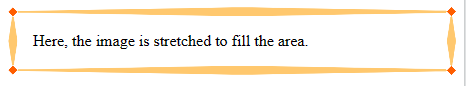 Here, the image is stretched to fill the area.